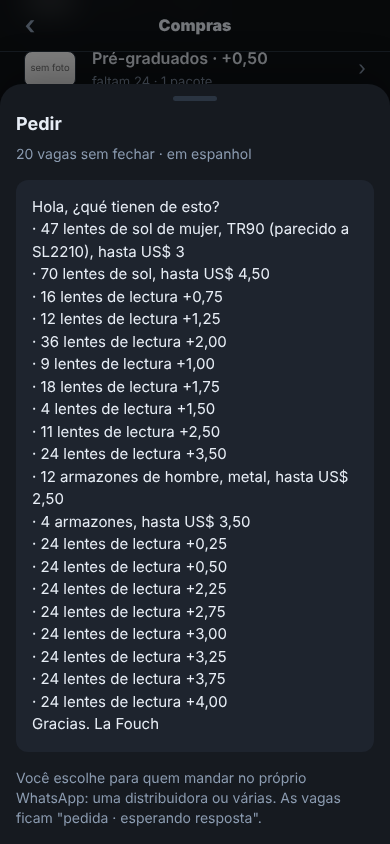 Compras
sem foto
Pré-graduados · +0,50
faltam 24 · 1 pacote
Pedir
20 vagas sem fechar · em espanhol
Hola, ¿qué tienen de esto?
· 47 lentes de sol de mujer, TR90 (parecido a
SL2210), hasta US$ 3
· 70 lentes de sol, hasta US$ 4,50
· 16 lentes de lectura +0,75
· 12 lentes de lectura +1,25
· 36 lentes de lectura +2,00
· 9 lentes de lectura +1,00
· 18 lentes de lectura +1,75
· 4 lentes de lectura +1,50
· 11 lentes de lectura +2,50
· 24 lentes de lectura +3,50
· 12 armazones de hombre, metal, hasta US$
2,50
· 4 armazones, hasta US$ 3,50
· 24 lentes de lectura +0,25
· 24 lentes de lectura +0,50
· 24 lentes de lectura +2,25
· 24 lentes de lectura +2,75
· 24 lentes de lectura +3,00
· 24 lentes de lectura +3,25
· 24 lentes de lectura +3,75
· 24 lentes de lectura +4,00
Gracias. La Fouch
Você escolhe para quem mandar no próprio
WhatsApp: uma distribuidora ou várias. As vagas
ficam "pedida · esperando resposta".